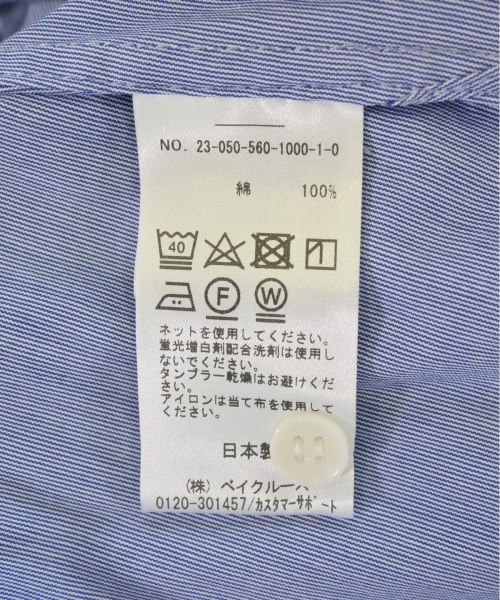 NO. 23-050-560-1000-1-0
綿 100%
40
F W
ネットを使用してください。
蛍光増白剤配合洗剤は使用し
ないでください。
タンブラー乾燥はお避けくだ
さい。
アイロンは当て布を使用して
ください。
日本製
(株) ベイクルーズ
0120-301457/カスタマーサポート